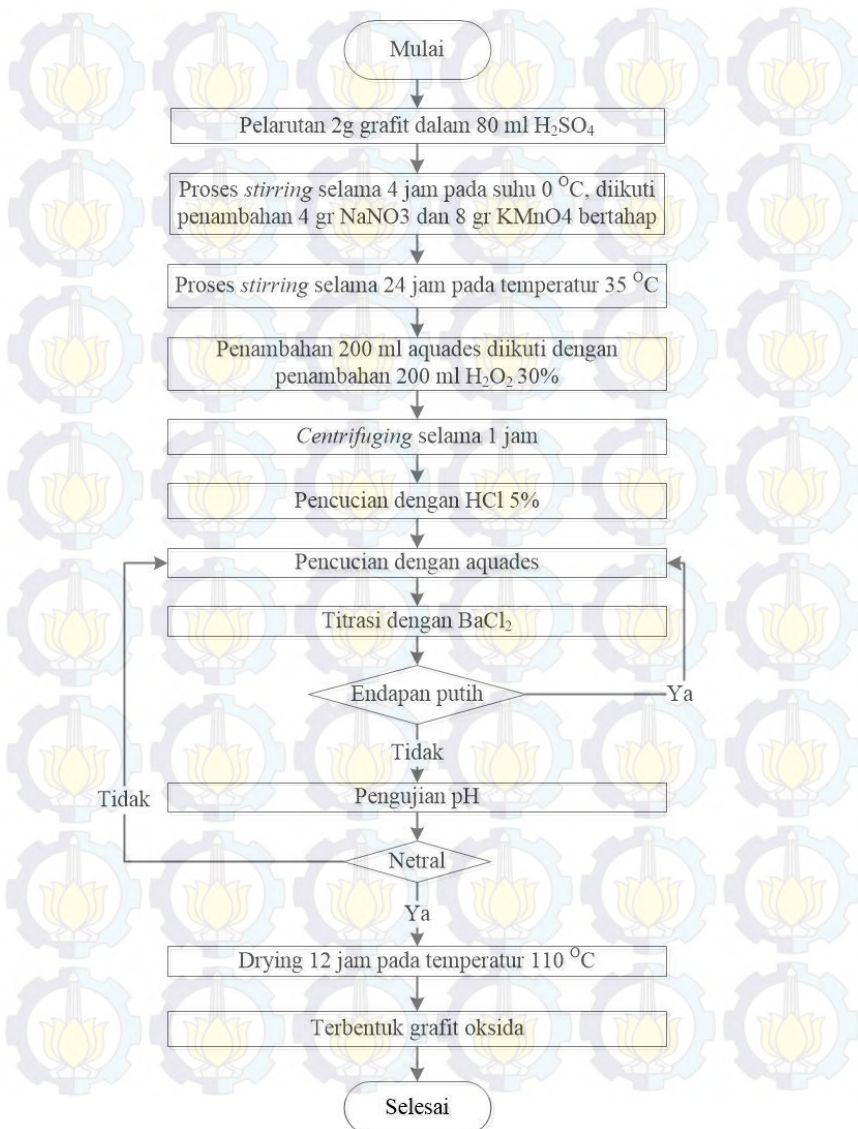 Mulai
Pelarutan 2g grafit dalam 80 ml H₂SO₄
Proses stirring selama 4 jam pada suhu 0 ᴼC, diikuti
penambahan 4 gr NaNO3 dan 8 gr KMnO4 bertahap
Proses stirring selama 24 jam pada temperatur 35 ᴼC
Penambahan 200 ml aquades diikuti dengan
penambahan 200 ml H₂O₂ 30%
Centrifuging selama 1 jam
Pencucian dengan HCl 5%
Pencucian dengan aquades
Titrasi dengan BaCl₂
Endapan putih
Ya
Tidak
Pengujian pH
Tidak
Netral
Ya
Drying 12 jam pada temperatur 110 ᴼC
Terbentuk grafit oksida
Selesai